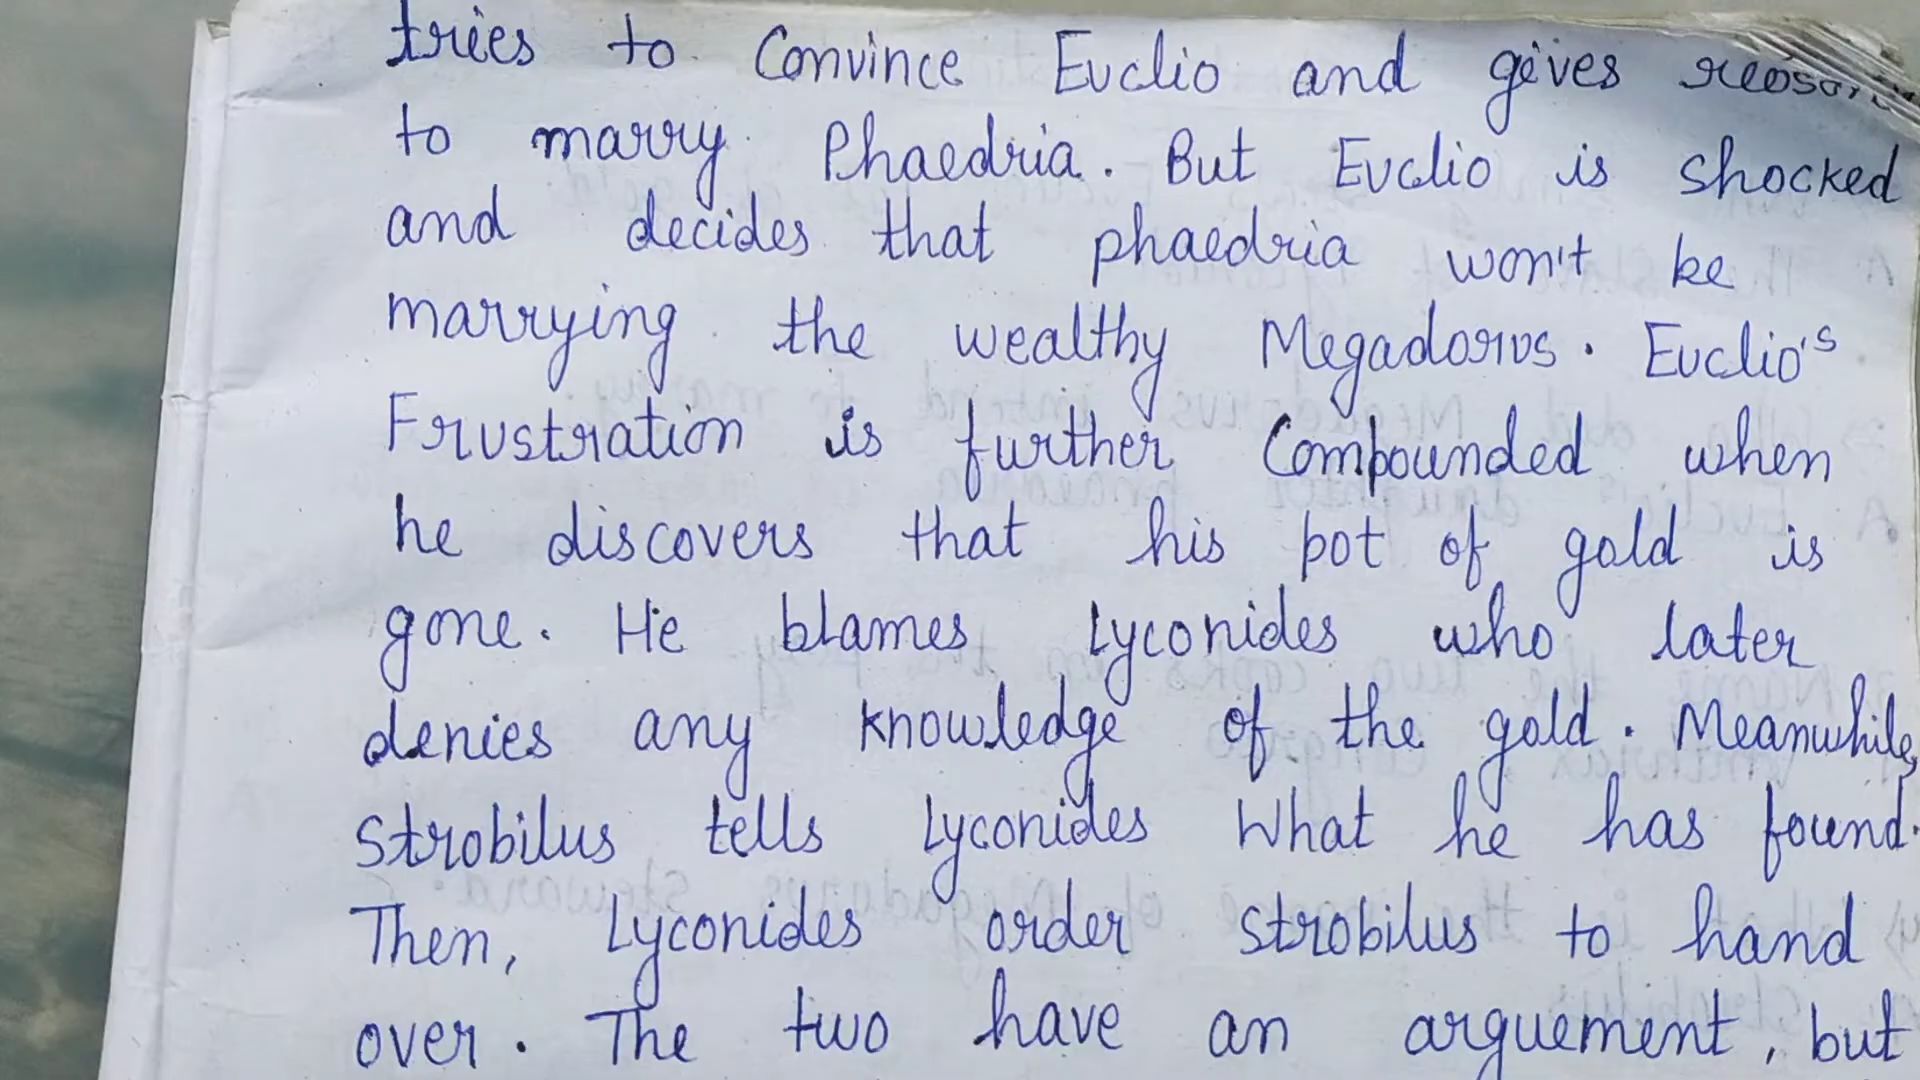 tries to Convince Euclio and gives reasons
to marry Phaedria. But Euclio is shocked
and decides that phaedria won't be
marrying the wealthy Megadorus. Euclio's
Frustration is further Compounded when
he discovers that his pot of gold is
gone. He blames Lyconides who later
denies any knowledge of the gold. Meanwhile,
Strobilus tells Lyconides What he has found.
Then, Lyconides order strobilus to hand
over. The two have an arguement, but